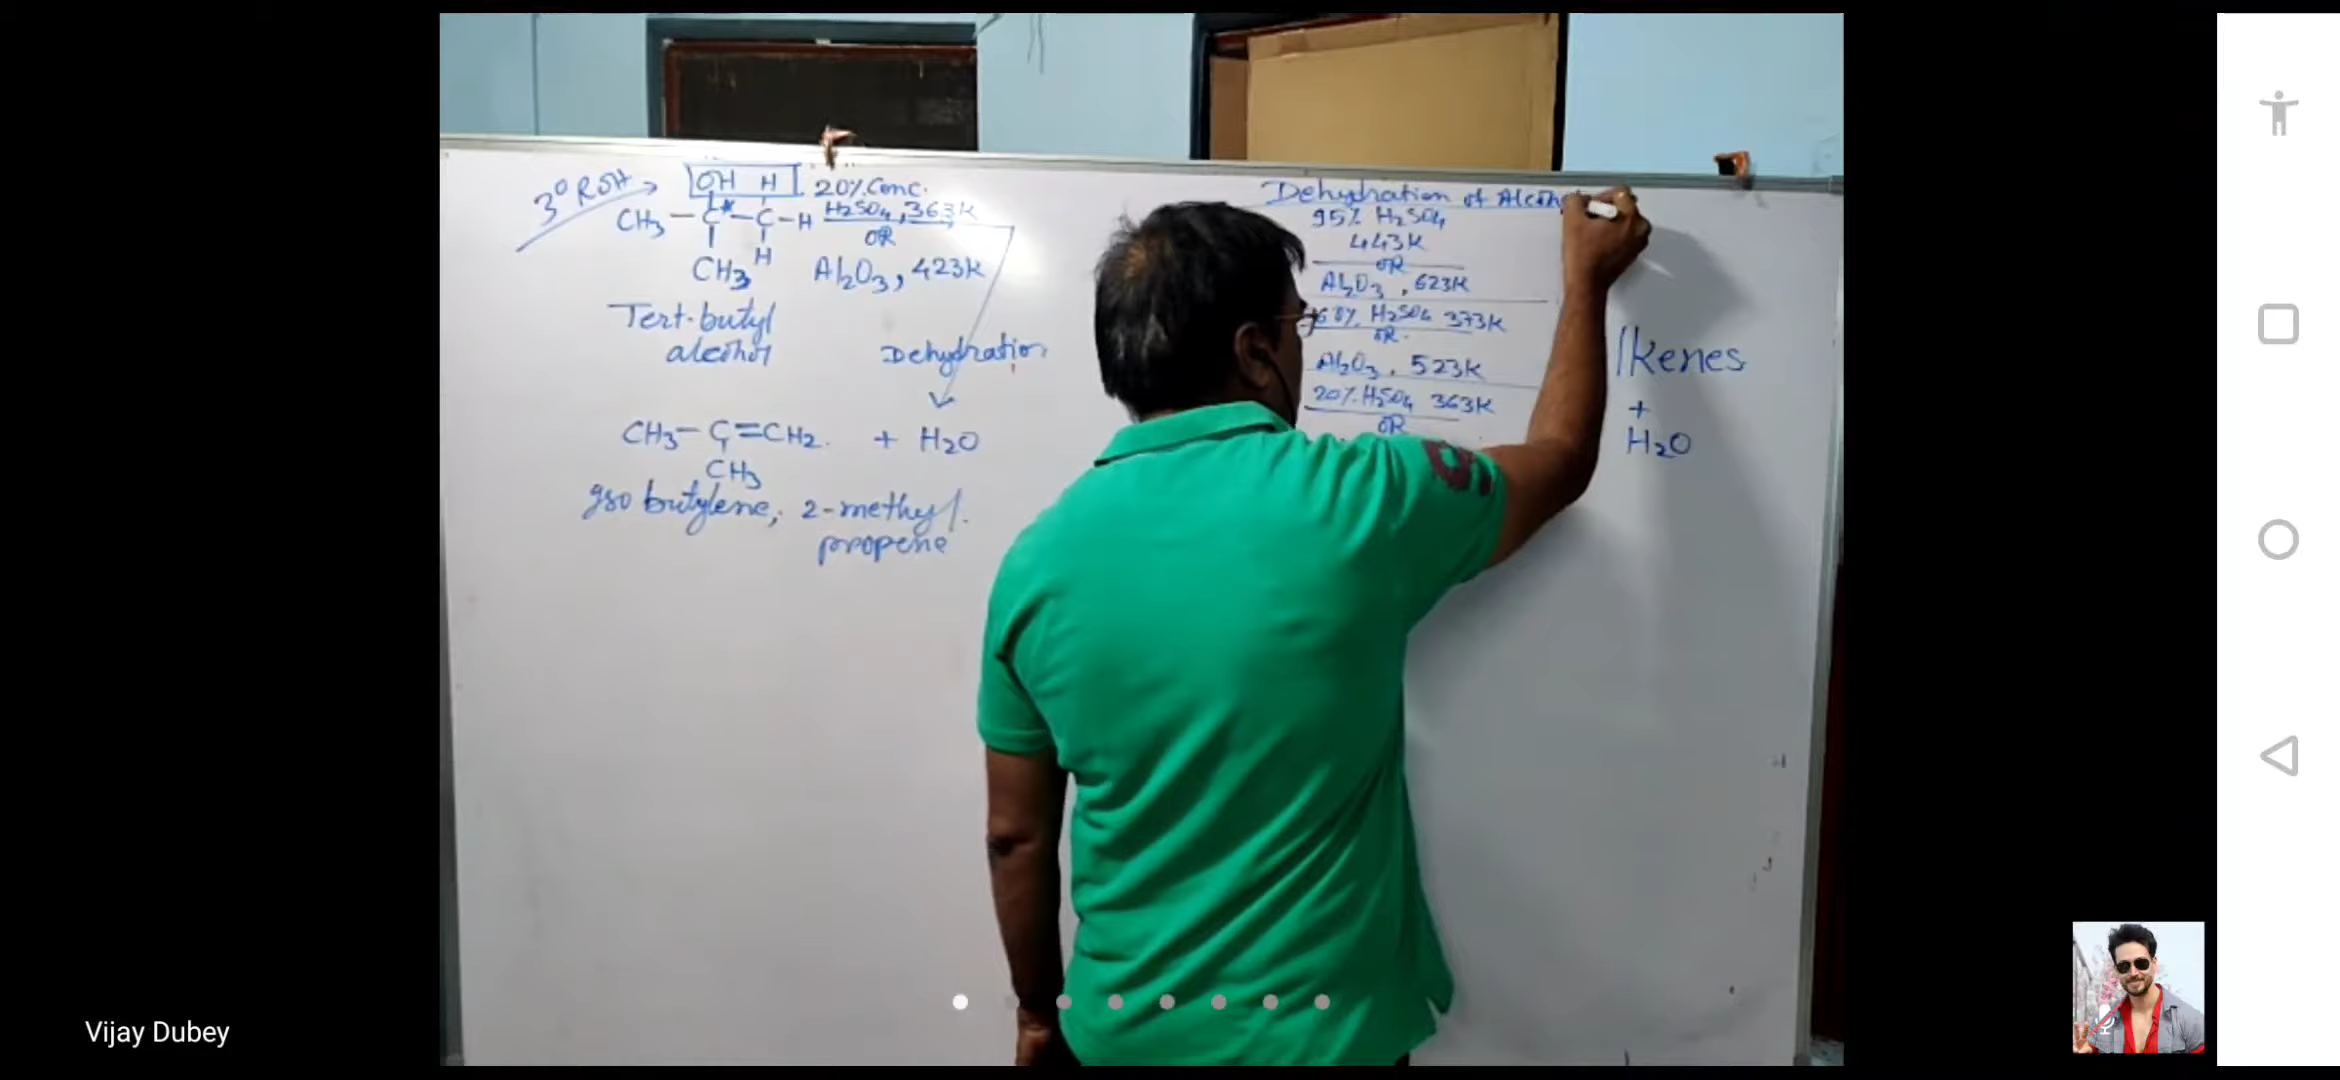 3° ROH
OH H
20% Conc.
CH₃ — C* — C — H
H₂SO₄, 363K
OR
H
CH₃
Al₂O₃, 423K
Tert-butyl
alcohol
Dehydration
CH₃ — C = CH₂ + H₂O
CH₃
Iso butylene, 2-methyl
propene
Dehydration of Alcoh
95% H₂SO₄
443K
OR
Al₂O₃, 623K
68% H₂SO₄ 373K
OR
Al₂O₃, 523K
20% H₂SO₄ 363K
OR
lkenes
+
H₂O
Vijay Dubey